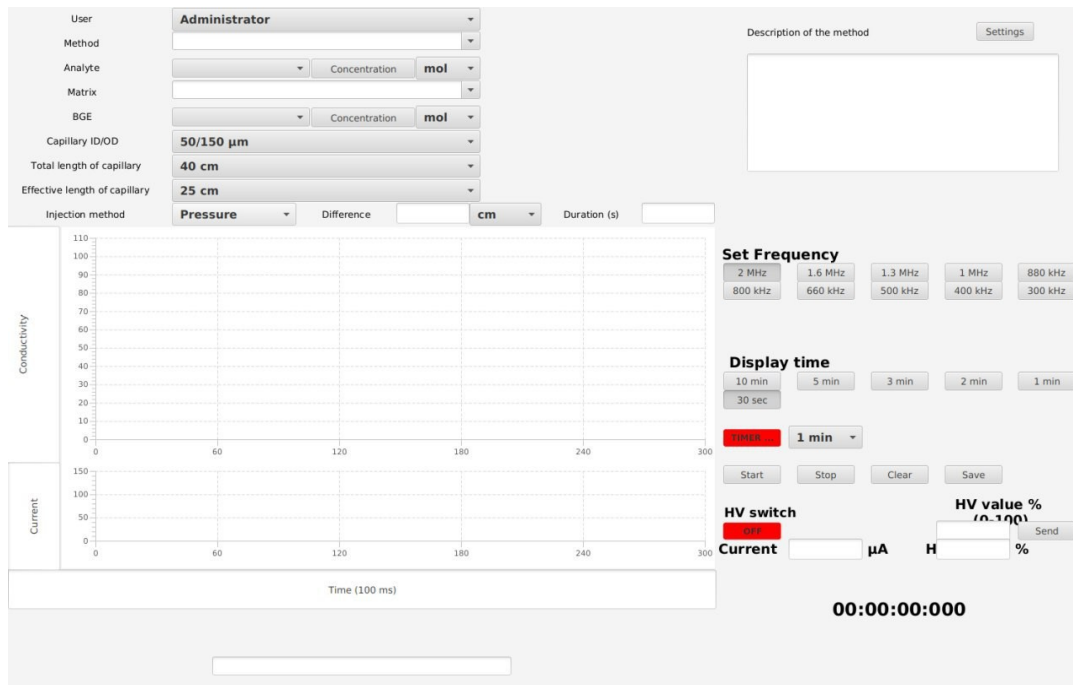 User Administrator
Method
Analyte Concentration mol
Matrix
BGE Concentration mol
Capillary ID/OD 50/150 µm
Total length of capillary 40 cm
Effective length of capillary 25 cm
Injection method Pressure Difference cm Duration (s)
Description of the method Settings
Conductivity
110
100
90
80
70
60
50
40
30
20
10
0
0 60 120 180 240 300
Current
150
100
50
0
0 60 120 180 240 300
Time (100 ms)
Set Frequency
2 MHz 1.6 MHz 1.3 MHz 1 MHz 880 kHz
800 kHz 660 kHz 500 kHz 400 kHz 300 kHz
Display time
10 min 5 min 3 min 2 min 1 min
30 sec
TIMER ... 1 min
Start Stop Clear Save
HV switch HV value %
(0-100)
OFF Send
Current µA H %
00:00:00:000